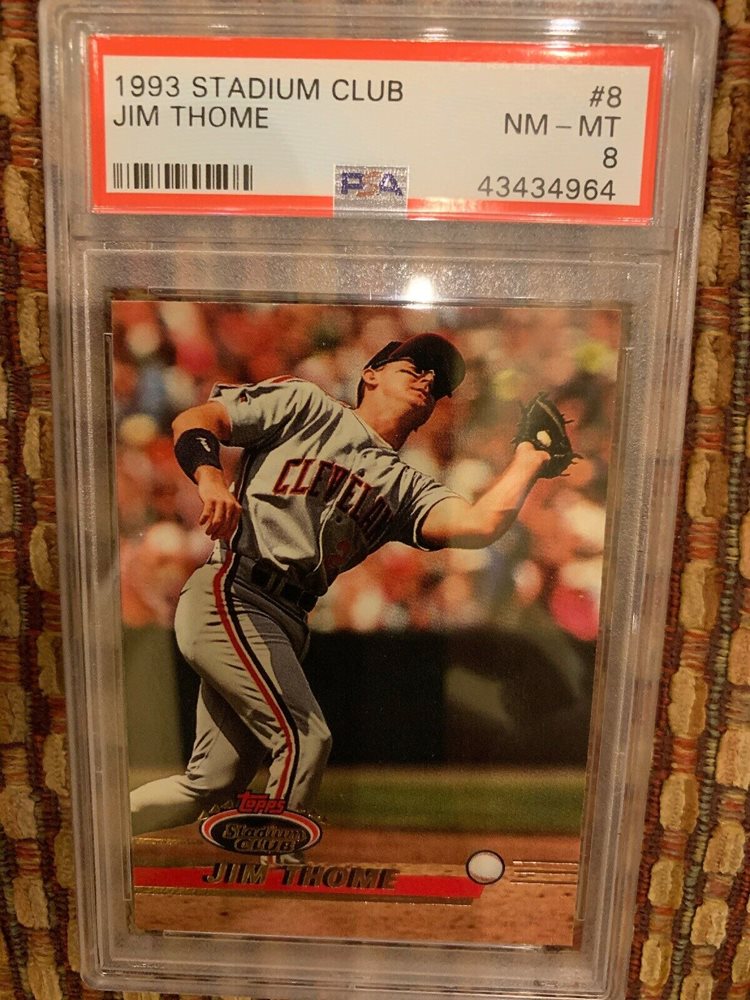 1993 STADIUM CLUB #8
JIM THOME NM - MT
8
PSA 43434964
CLEVELAND
Topps
Stadium
CLUB
JIM THOME